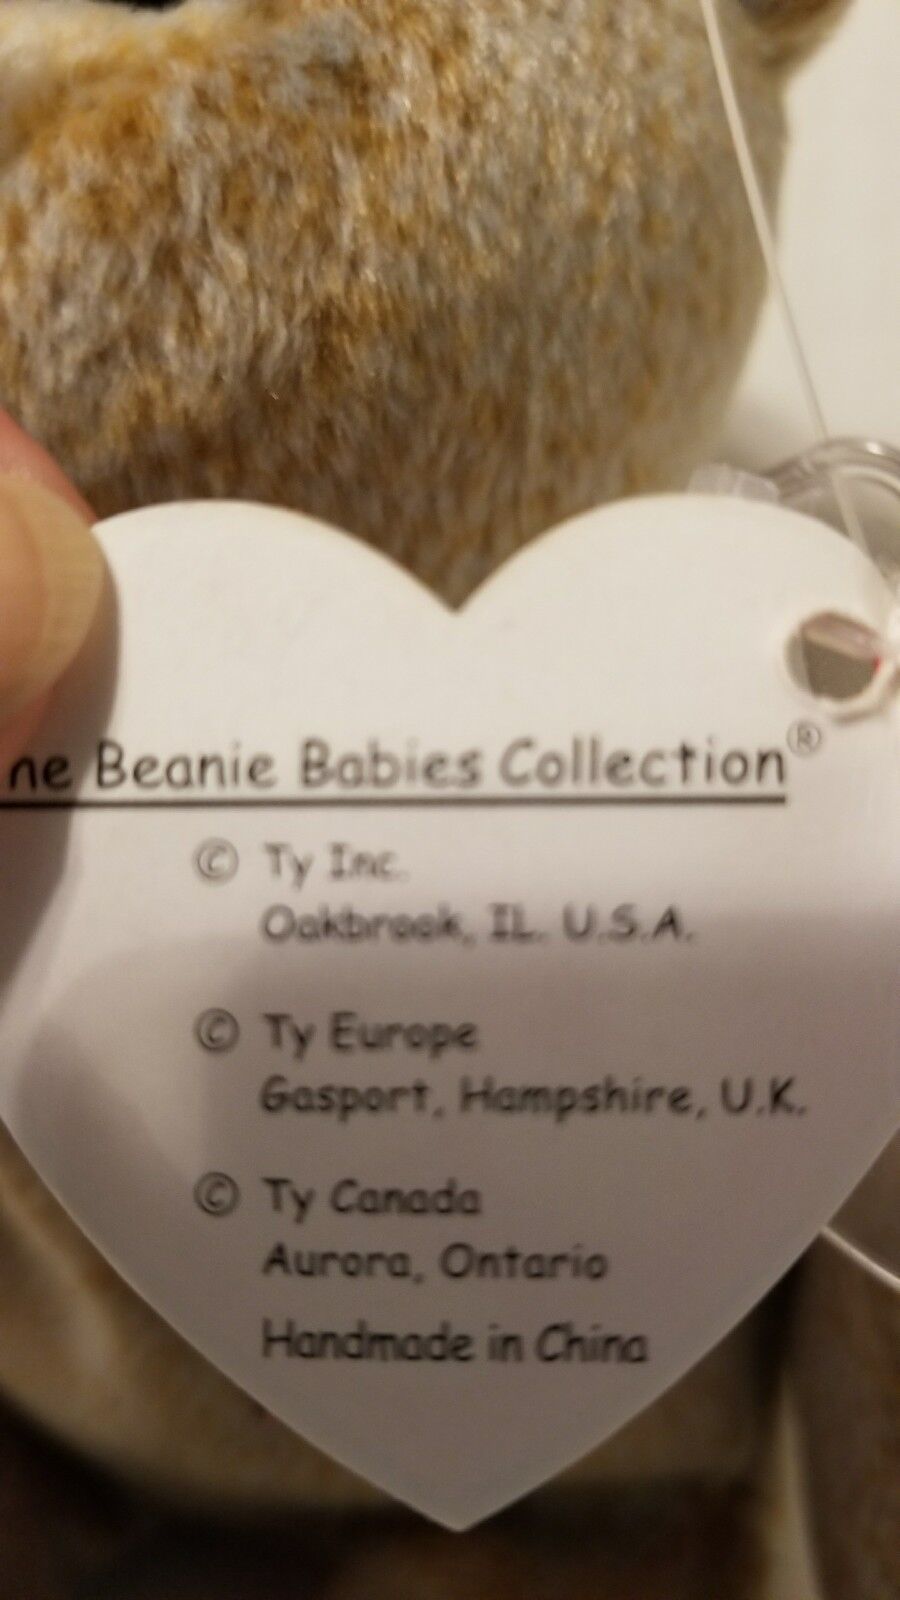 ne Beanie Babies Collection®
© Ty Inc.
Oakbrook, IL. U.S.A.
© Ty Europe
Gasport, Hampshire, U.K.
© Ty Canada
Aurora, Ontario
Handmade in China